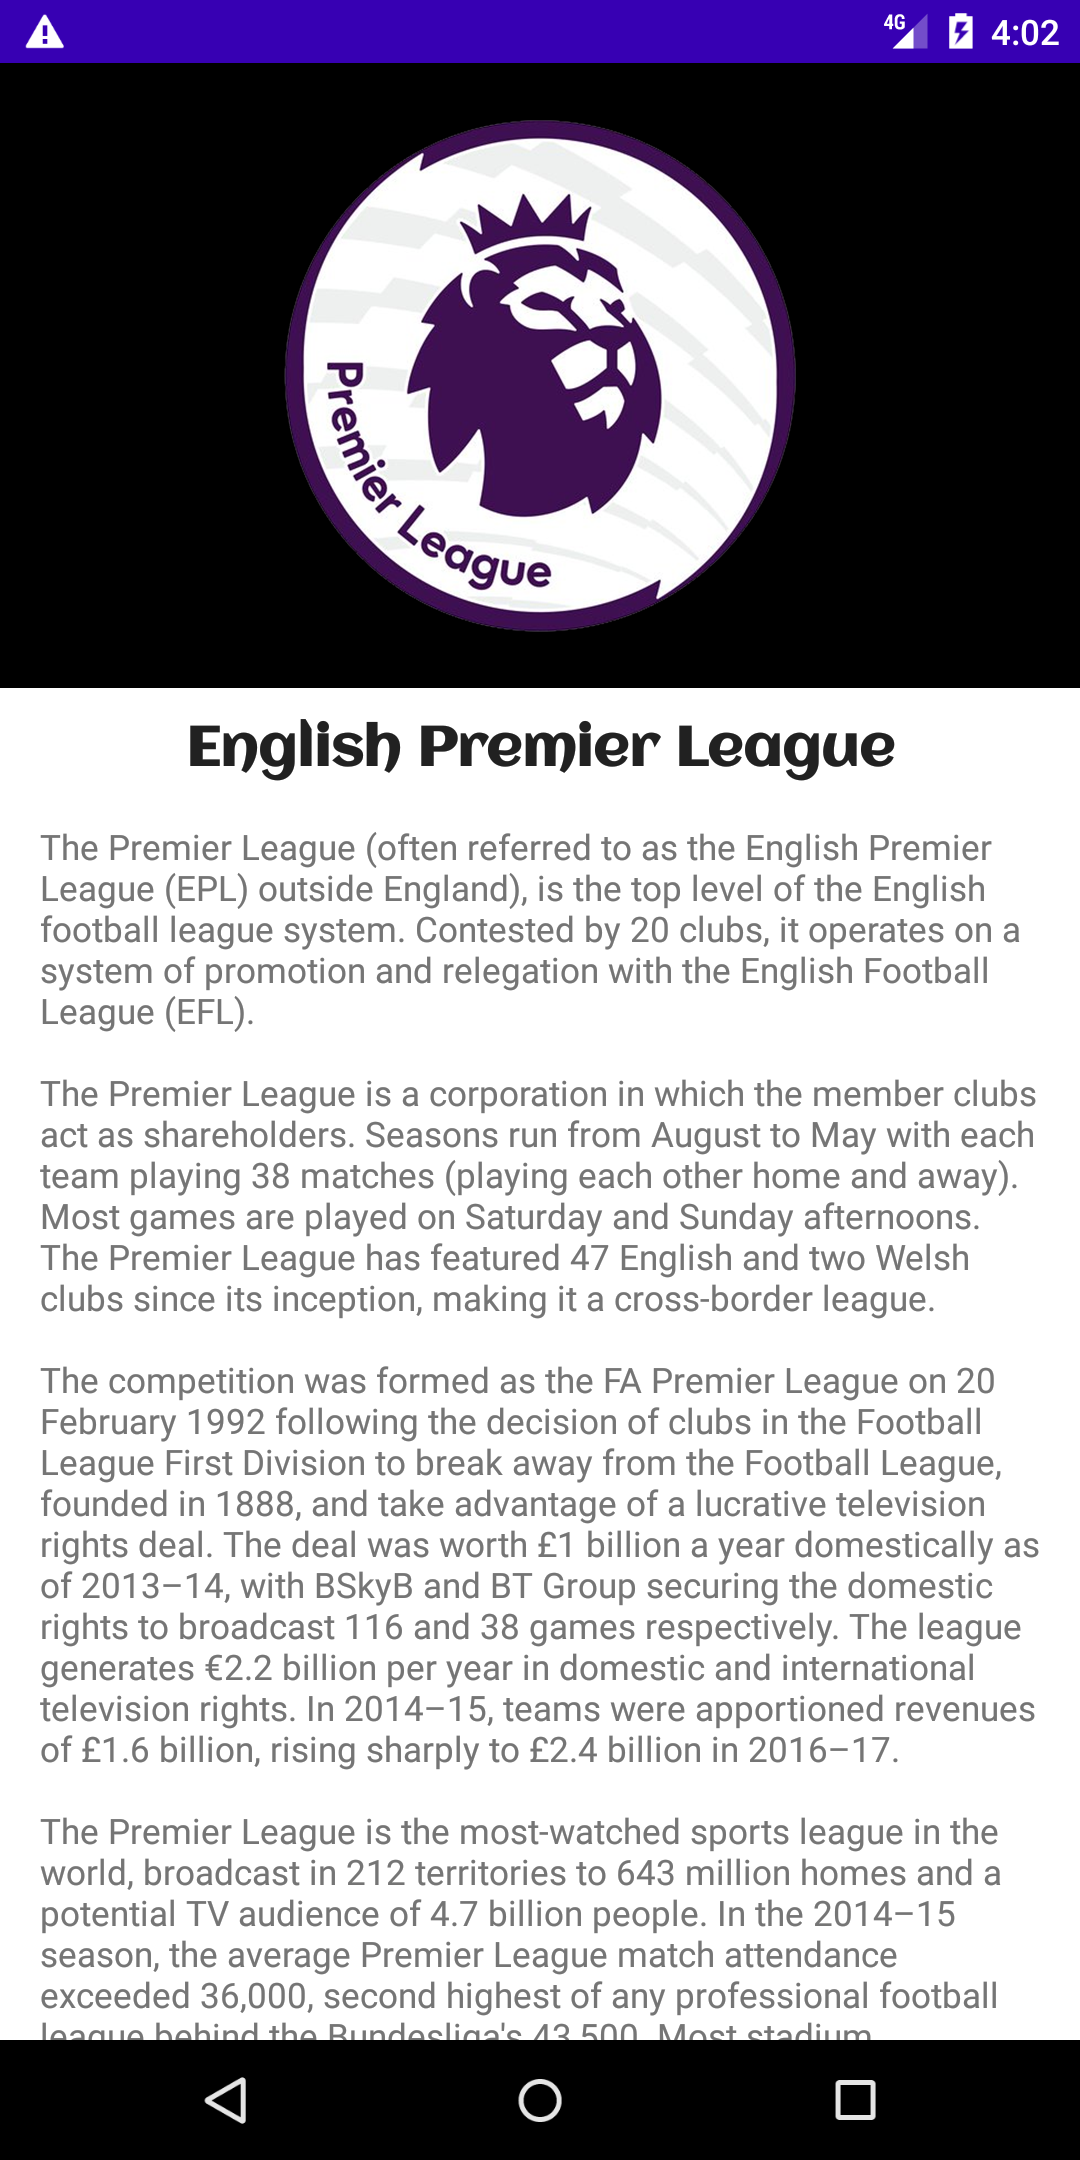 4G 4:02
Premier League
English Premier League
The Premier League (often referred to as the English Premier
League (EPL) outside England), is the top level of the English
football league system. Contested by 20 clubs, it operates on a
system of promotion and relegation with the English Football
League (EFL).
The Premier League is a corporation in which the member clubs
act as shareholders. Seasons run from August to May with each
team playing 38 matches (playing each other home and away).
Most games are played on Saturday and Sunday afternoons.
The Premier League has featured 47 English and two Welsh
clubs since its inception, making it a cross-border league.
The competition was formed as the FA Premier League on 20
February 1992 following the decision of clubs in the Football
League First Division to break away from the Football League,
founded in 1888, and take advantage of a lucrative television
rights deal. The deal was worth £1 billion a year domestically as
of 2013–14, with BSkyB and BT Group securing the domestic
rights to broadcast 116 and 38 games respectively. The league
generates €2.2 billion per year in domestic and international
television rights. In 2014–15, teams were apportioned revenues
of £1.6 billion, rising sharply to £2.4 billion in 2016–17.
The Premier League is the most-watched sports league in the
world, broadcast in 212 territories to 643 million homes and a
potential TV audience of 4.7 billion people. In the 2014–15
season, the average Premier League match attendance
exceeded 36,000, second highest of any professional football
league behind the Bundesliga's 43,500. Most stadium